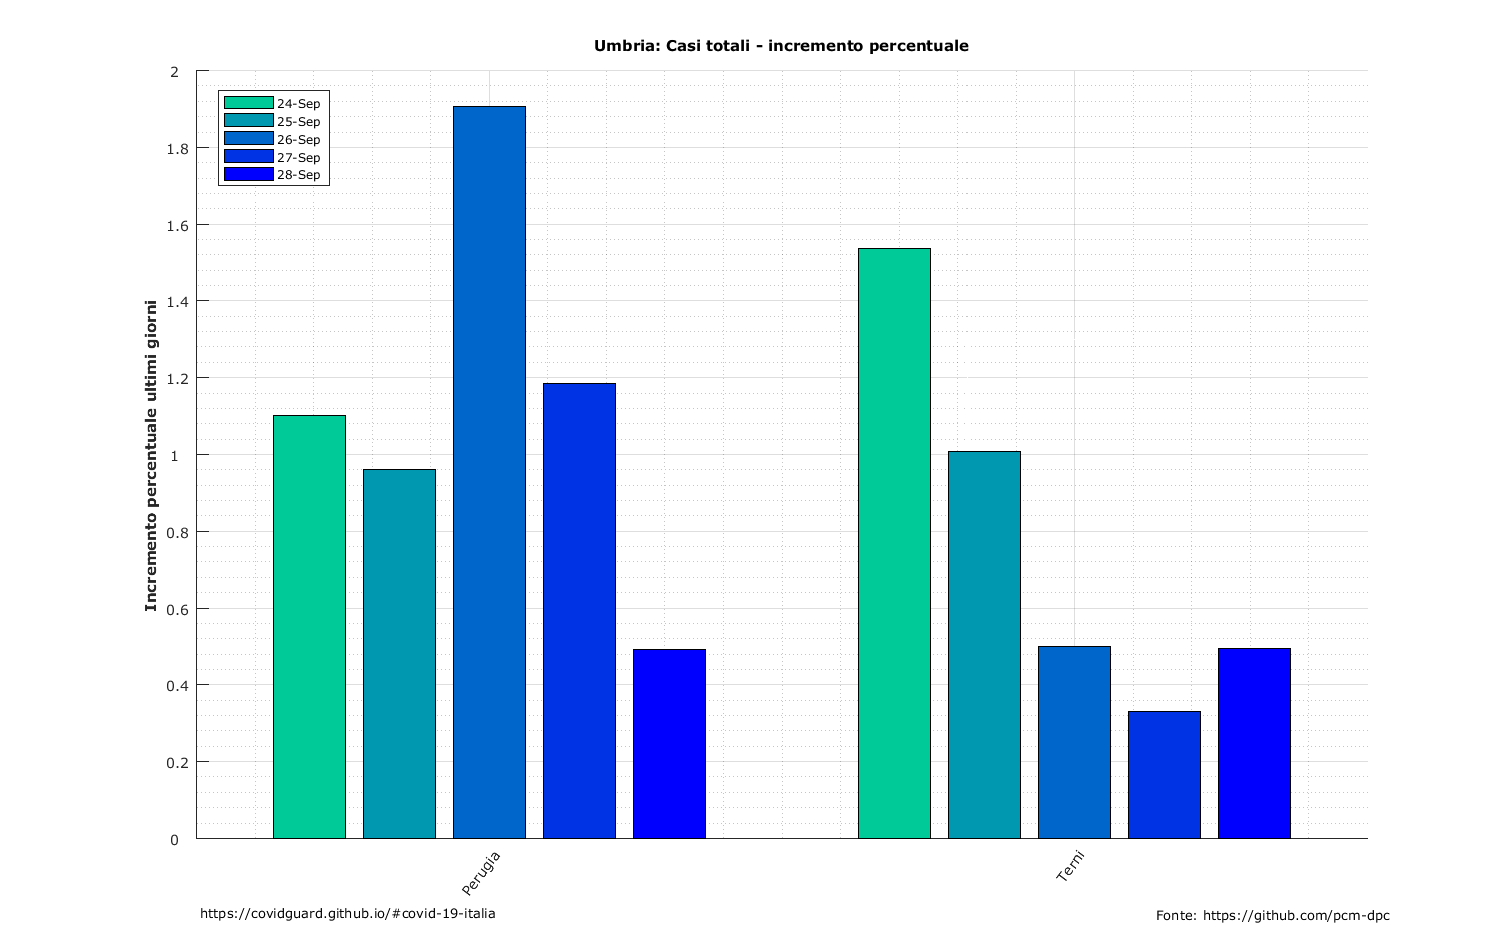 Umbria: Casi totali - incremento percentuale
Incremento percentuale ultimi giorni
2
1.8
1.6
1.4
1.2
1
0.8
0.6
0.4
0.2
0
24-Sep
25-Sep
26-Sep
27-Sep
28-Sep
Perugia
Terni
https://covidguard.github.io/#covid-19-italia
Fonte: https://github.com/pcm-dpc